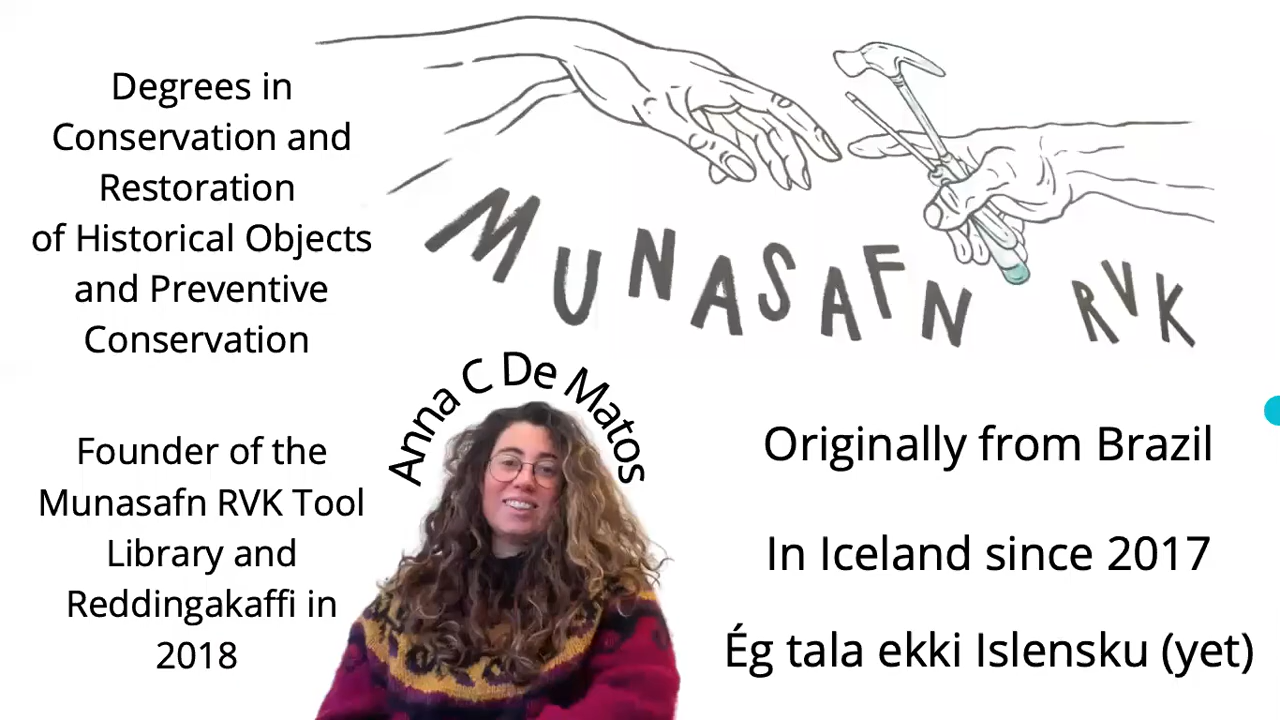 Degrees in
Conservation and
Restoration
of Historical Objects
and Preventive
Conservation
MUNASAFN RVK
Anna C De Matos
Founder of the
Munasafn RVK Tool
Library and
Reddingakaffi in
2018
Originally from Brazil
In Iceland since 2017
Ég tala ekki Islensku (yet)